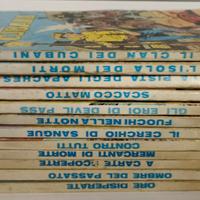 IL CLAN DEI CUBANI
L'ISOLA DEI MORTI
LA PISTA DEGLI APACHES
SCACCO MATTO
GLI EROI DI DEVIL PASS
FUOCHI NELLA NOTTE
IL CERCHIO DI SANGUE
CONTRO TUTTI
MERCANTI DI MORTE
A CARTE COPERTE
OMBRE DEL PASSATO
ORE DISPERATE